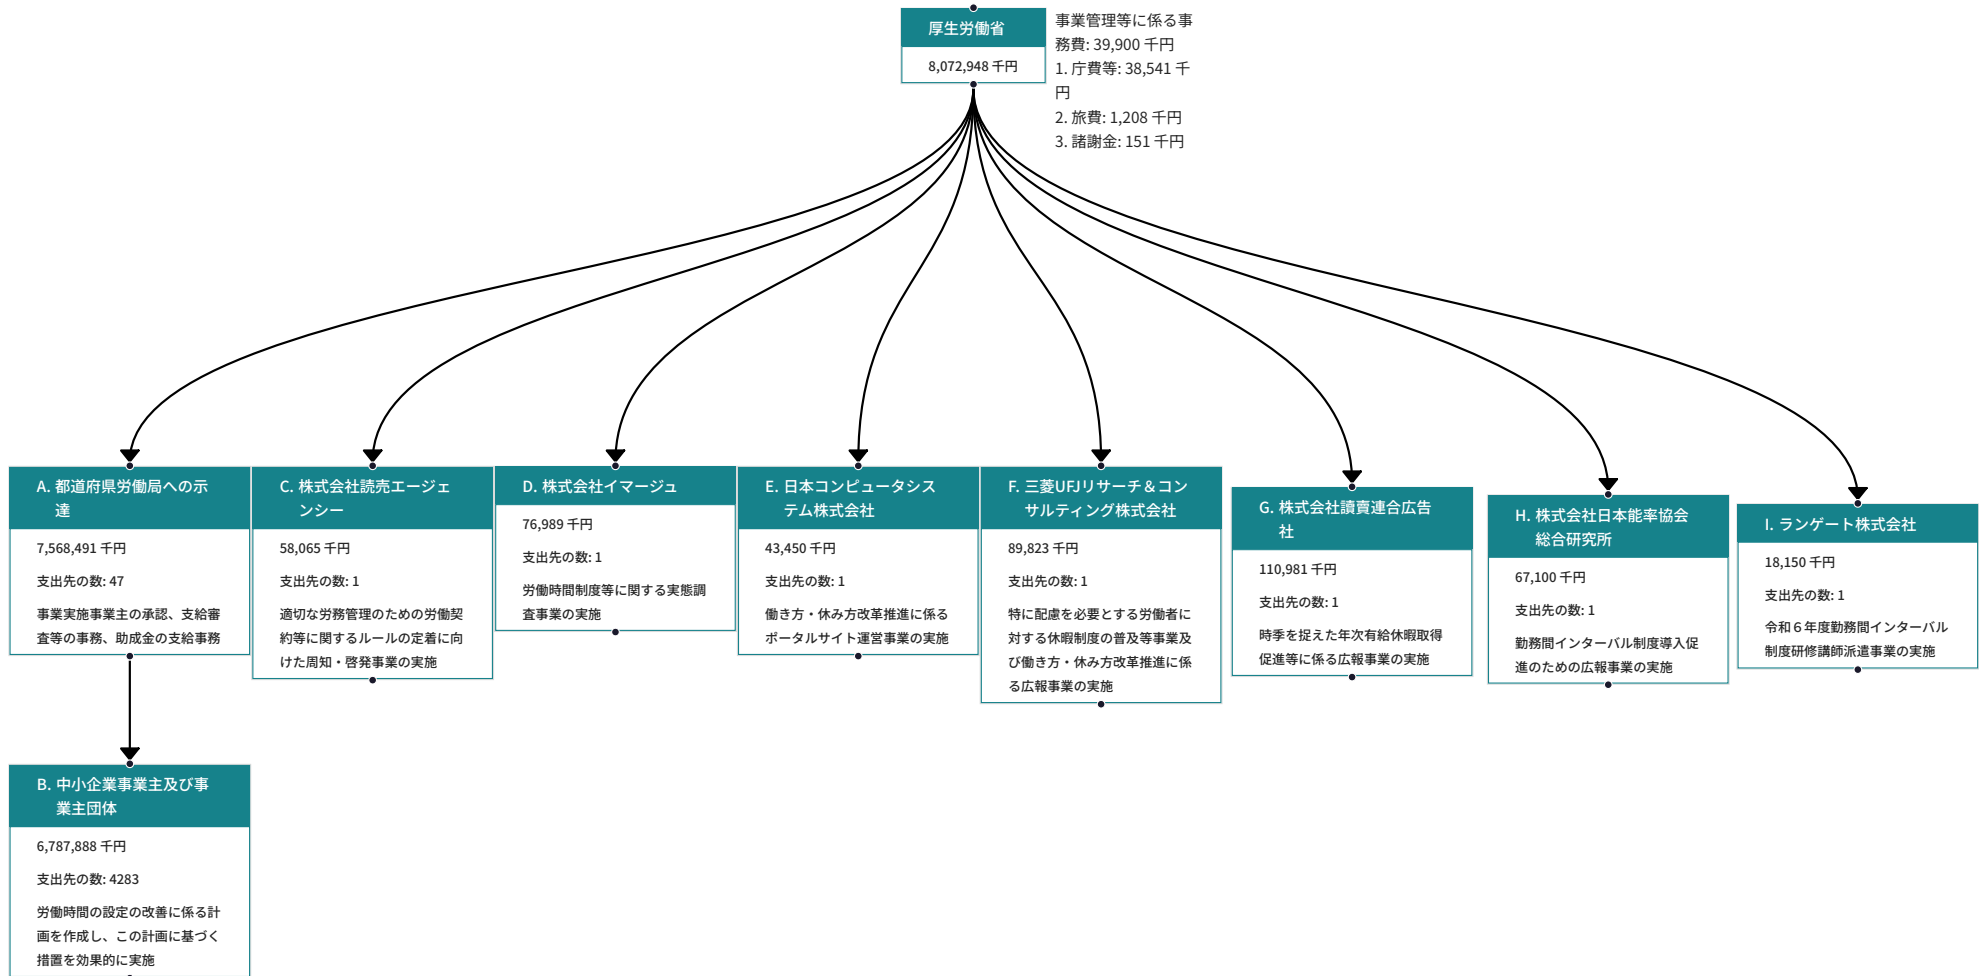 厚生労働省
8,072,948 千円
事業管理等に係る事
務費: 39,900 千円
1. 庁費等: 38,541 千
円
2. 旅費: 1,208 千円
3. 諸謝金: 151 千円
A. 都道府県労働局への示
達
7,568,491 千円
支出先の数: 47
事業実施事業主の承認、支給審
査等の事務、助成金の支給事務
C. 株式会社読売エージェ
ンシー
58,065 千円
支出先の数: 1
適切な労務管理のための労働契
約等に関するルールの定着に向
けた周知・啓発事業の実施
D. 株式会社イマージュ
76,989 千円
支出先の数: 1
労働時間制度等に関する実態調
査事業の実施
E. 日本コンピュータシス
テム株式会社
43,450 千円
支出先の数: 1
働き方・休み方改革推進に係る
ポータルサイト運営事業の実施
F. 三菱UFJリサーチ＆コン
サルティング株式会社
89,823 千円
支出先の数: 1
特に配慮を必要とする労働者に
対する休暇制度の普及等事業及
び働き方・休み方改革推進に係
る広報事業の実施
G. 株式会社讀賣連合広告
社
110,981 千円
支出先の数: 1
時季を捉えた年次有給休暇取得
促進等に係る広報事業の実施
H. 株式会社日本能率協会
総合研究所
67,100 千円
支出先の数: 1
勤務間インターバル制度導入促
進のための広報事業の実施
I. ランゲート株式会社
18,150 千円
支出先の数: 1
令和６年度勤務間インターバル
制度研修講師派遣事業の実施
B. 中小企業事業主及び事
業主団体
6,787,888 千円
支出先の数: 4283
労働時間の設定の改善に係る計
画を作成し、この計画に基づく
措置を効果的に実施